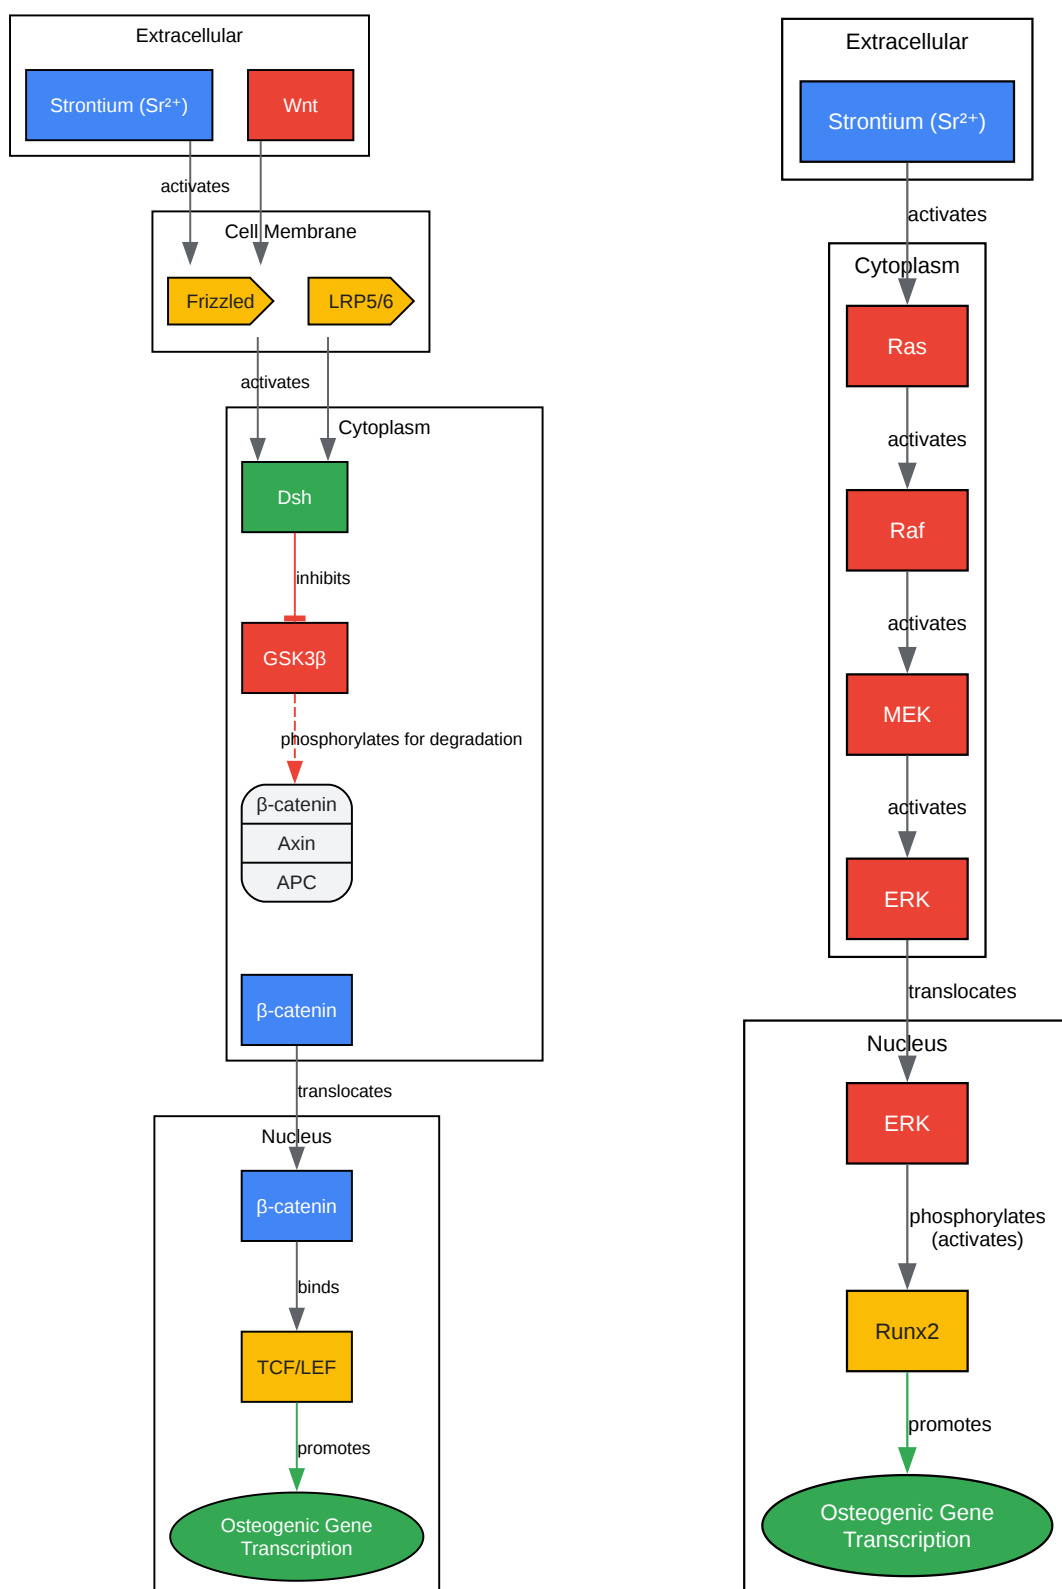 Extracellular
Strontium (Sr²⁺)
Wnt
activates
Cell Membrane
Frizzled
LRP5/6
activates
Cytoplasm
Dsh
inhibits
GSK3β
phosphorylates for degradation
β-catenin
Axin
APC
β-catenin
translocates
Nucleus
β-catenin
binds
TCF/LEF
promotes
Osteogenic Gene
Transcription
Extracellular
Strontium (Sr²⁺)
activates
Cytoplasm
Ras
activates
Raf
activates
MEK
activates
ERK
translocates
Nucleus
ERK
phosphorylates
(activates)
Runx2
promotes
Osteogenic Gene
Transcription